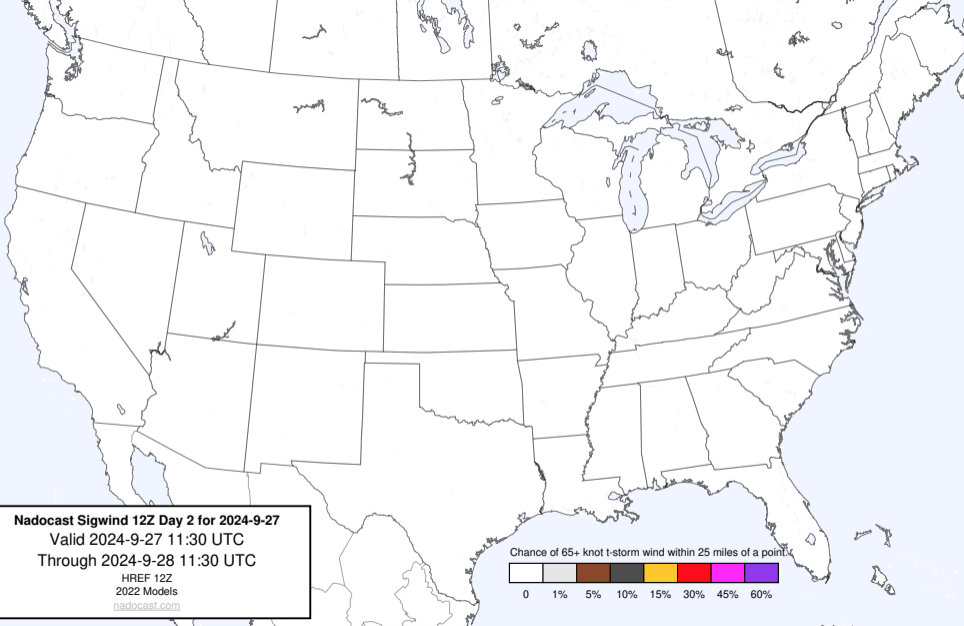 Nadocast Sigwind 12Z Day 2 for 2024-9-27
Valid 2024-9-27 11:30 UTC
Through 2024-9-28 11:30 UTC
HREF 12Z
2022 Models
nadocast.com
Chance of 65+ knot t-storm wind within 25 miles of a point.
0 1% 5% 10% 15% 30% 45% 60%